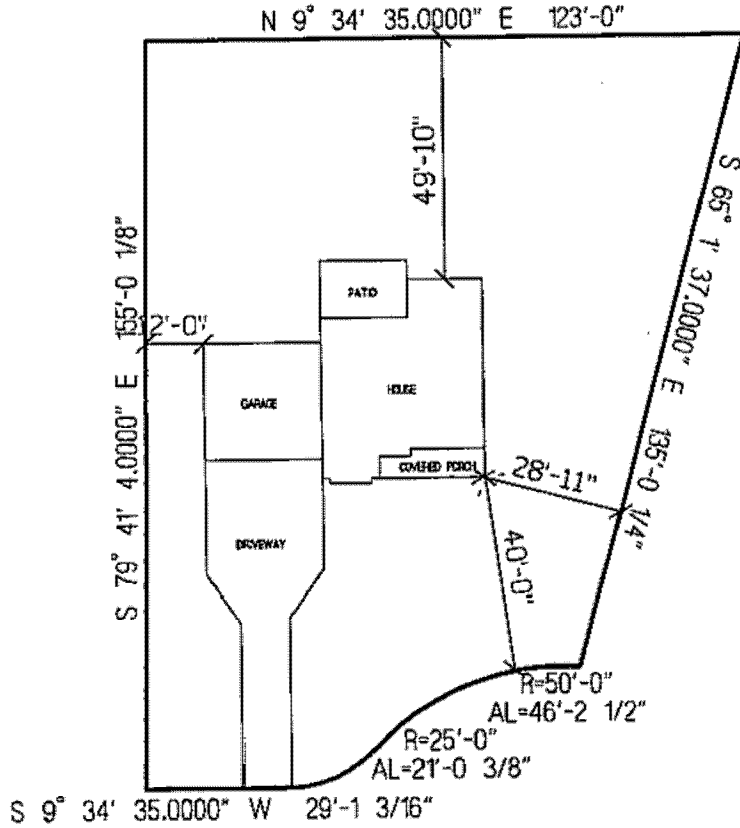 N 9° 34' 35.0000" E 123'-0"
49'-10"
S 65° 1' 37.0000" E 135'-0 1/4"
S 79° 41' 4.0000" E 155'-0 1/8"
2'-0"
PATIO
GARAGE
HOUSE
COVERED PORCH
28'-11"
DRIVEWAY
40'-0"
R=50'-0"
AL=46'-2 1/2"
R=25'-0"
AL=21'-0 3/8"
S 9° 34' 35.0000" W 29'-1 3/16"